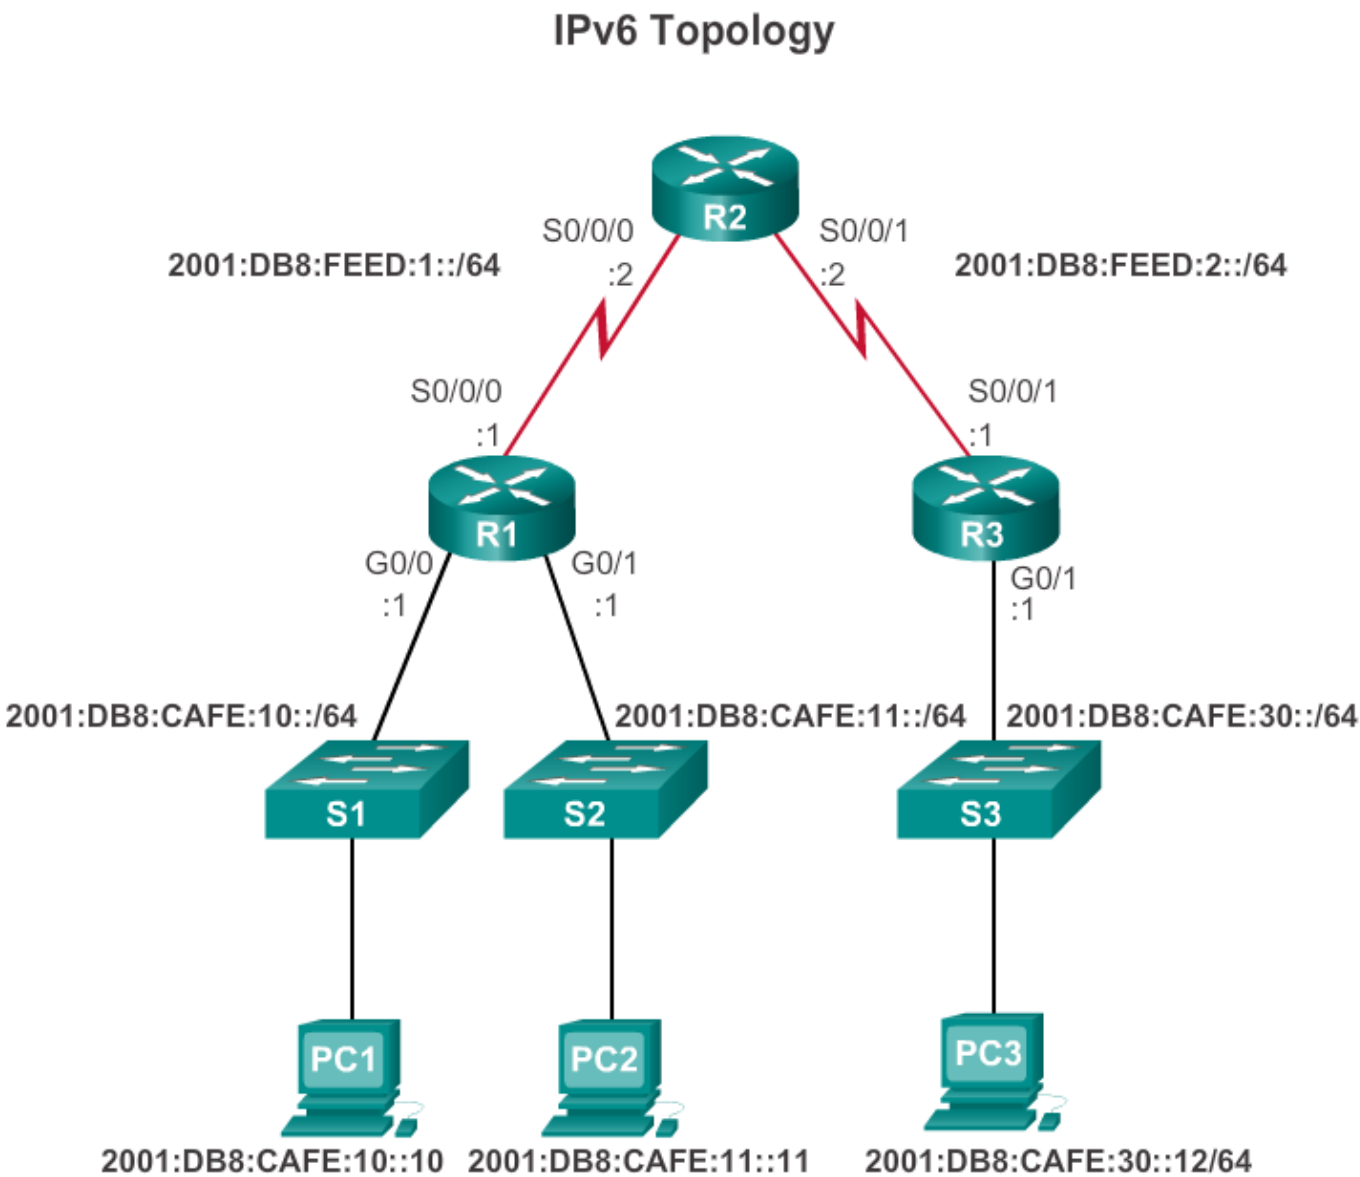 IPv6 Topology
R2
S0/0/0
S0/0/1
2001:DB8:FEED:1::/64
:2
:2
2001:DB8:FEED:2::/64
S0/0/0
S0/0/1
:1
:1
R1
R3
G0/0
G0/1
G0/1
:1
:1
:1
2001:DB8:CAFE:10::/64
2001:DB8:CAFE:11::/64
2001:DB8:CAFE:30::/64
S1
S2
S3
PC1
PC2
PC3
2001:DB8:CAFE:10::10
2001:DB8:CAFE:11::11
2001:DB8:CAFE:30::12/64